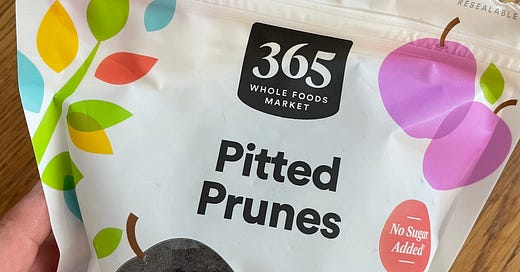 RESEALABLE
365
WHOLE FOODS
MARKET
Pitted
Prunes
No Sugar
Added*